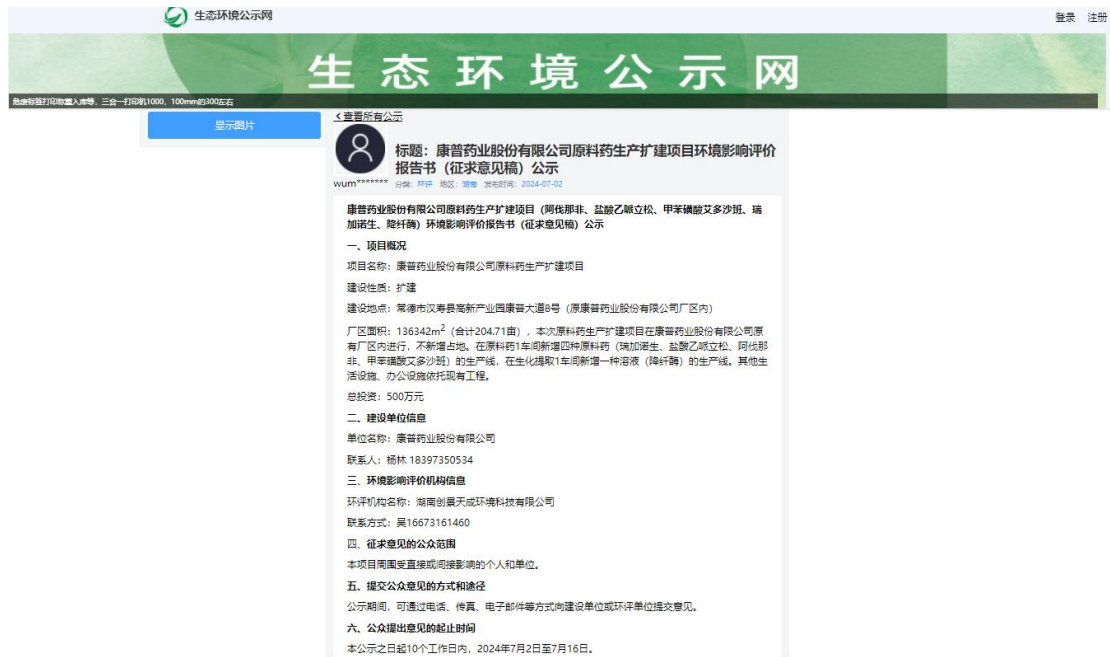 生态环境公示网
登录 注册
生态环境公示网
危废标签打印称重入库等，三合一打印机1000，100mm的300左右
显示图片
<查看所有公示
标题：康普药业股份有限公司原料药生产扩建项目环境影响评价
报告书（征求意见稿）公示
wum*******
分类：环评 地区：湖南 发布时间：2024-07-02
康普药业股份有限公司原料药生产扩建项目（阿伐那非、盐酸乙哌立松、甲苯磺酸艾多沙班、瑞
加诺生、降纤酶）环境影响评价报告书（征求意见稿）公示
一、项目概况
项目名称：康普药业股份有限公司原料药生产扩建项目
建设性质：扩建
建设地点：常德市汉寿县高新产业园康普大道8号（原康普药业股份有限公司厂区内）
厂区面积：136342m²（合计204.71亩），本次原料药生产扩建项目在康普药业股份有限公司原
有厂区内进行，不新增占地。在原料药1车间新增四种原料药（瑞加诺生、盐酸乙哌立松、阿伐那
非、甲苯磺酸艾多沙班）的生产线，在生化提取1车间新增一种溶液（降纤酶）的生产线。其他生
活设施、办公设施依托现有工程。
总投资：500万元
二、建设单位信息
单位名称：康普药业股份有限公司
联系人：杨林 18397350534
三、环境影响评价机构信息
环评机构名称：湖南创景天成环境科技有限公司
联系方式：吴16673161460
四、征求意见的公众范围
本项目周围受直接或间接影响的个人和单位。
五、提交公众意见的方式和途径
公示期间，可通过电话、传真、电子邮件等方式向建设单位或环评单位提交意见。
六、公众提出意见的起止时间
本公示之日起10个工作日内，2024年7月2日至7月16日。